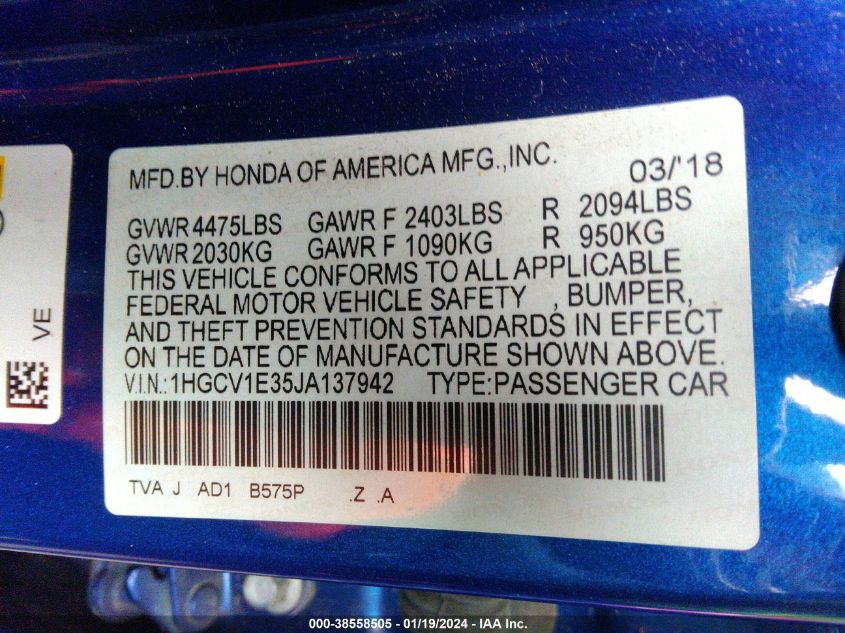 MFD.BY HONDA OF AMERICA MFG.,INC. 03/'18
GVWR 4475LBS GAWR F 2403LBS R 2094LBS
GVWR 2030KG GAWR F 1090KG R 950KG
THIS VEHICLE CONFORMS TO ALL APPLICABLE
FEDERAL MOTOR VEHICLE SAFETY , BUMPER,
AND THEFT PREVENTION STANDARDS IN EFFECT
ON THE DATE OF MANUFACTURE SHOWN ABOVE.
V.I.N.:1HGCV1E35JA137942 TYPE:PASSENGER CAR
TVA J AD1 B575P .Z .A
VE
000-38558505 - 01/19/2024 - IAA Inc.